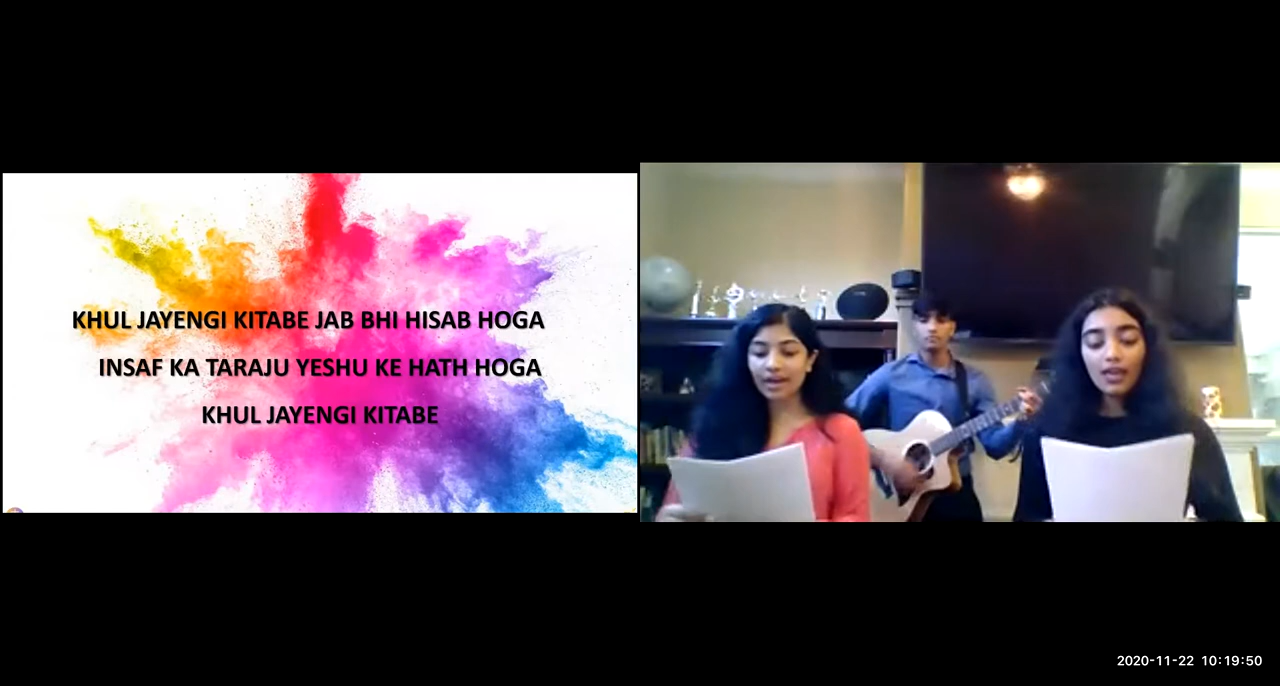 KHUL JAYENGI KITABE JAB BHI HISAB HOGA
INSAF KA TARAJU YESHU KE HATH HOGA
KHUL JAYENGI KITABE
2020-11-22 10:19:50